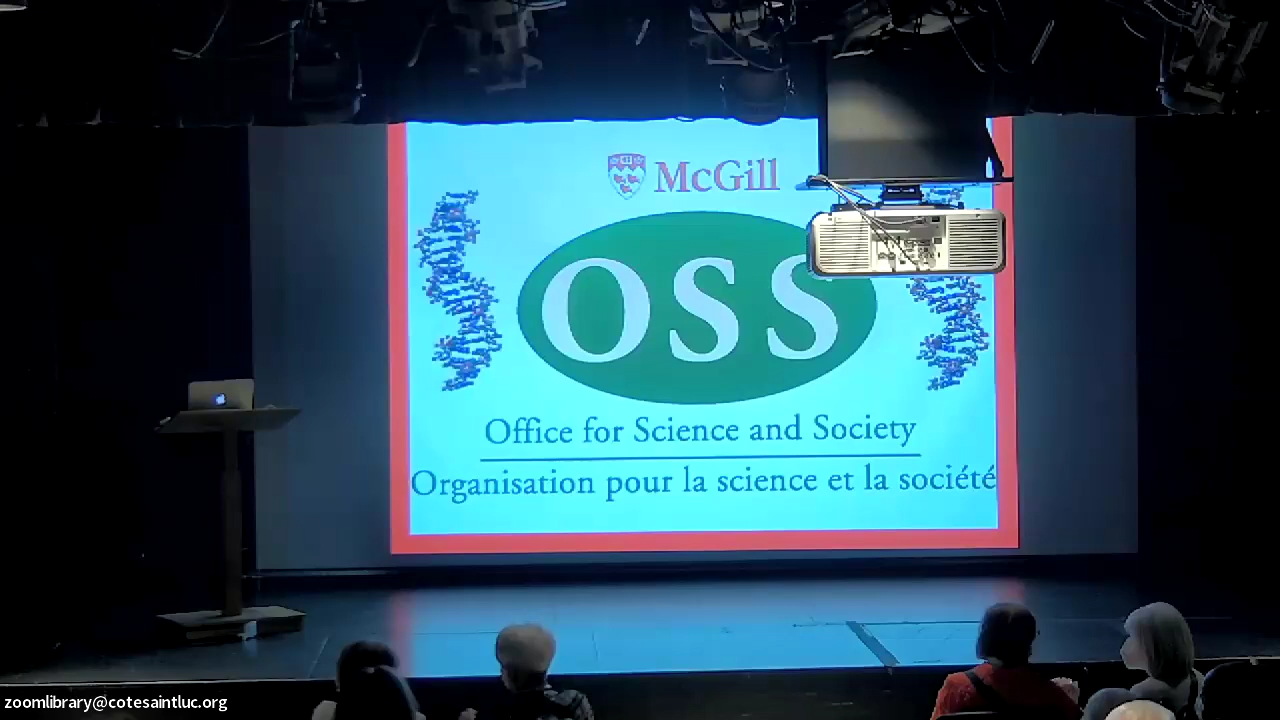 McGill
OSS
Office for Science and Society
Organisation pour la science et la société
zoomlibrary@cotesaintluc.org